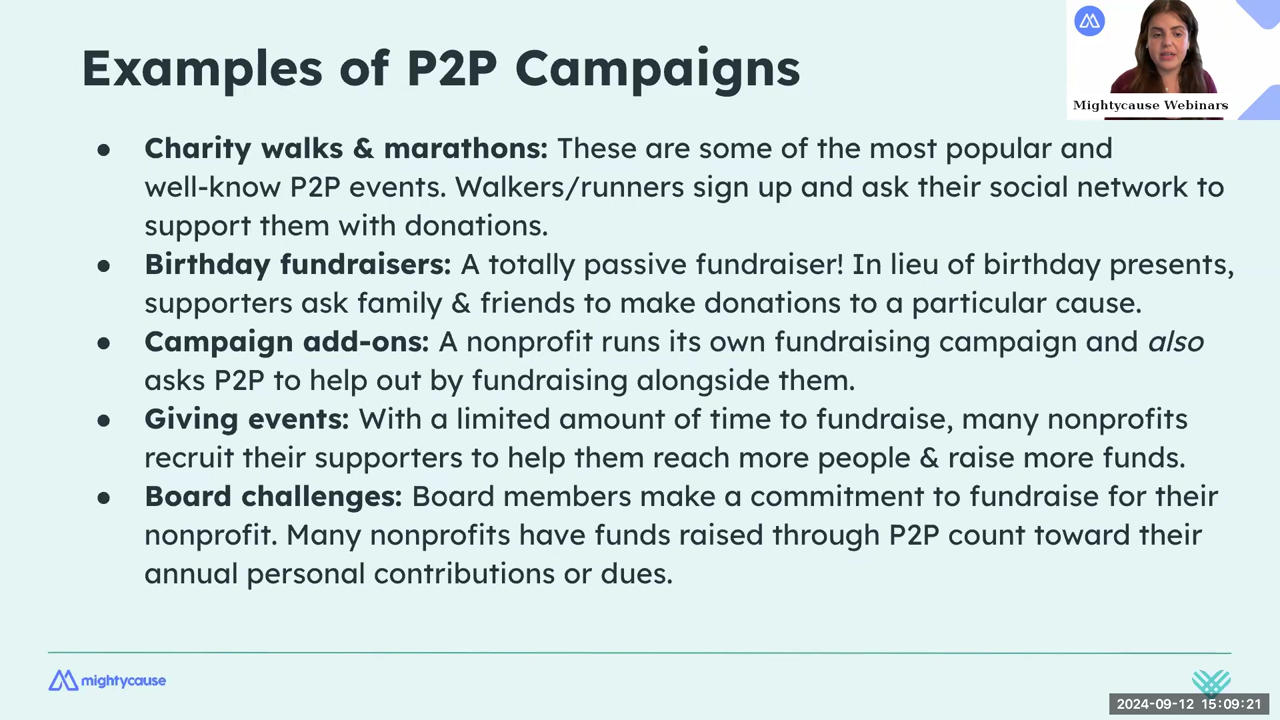 Examples of P2P Campaigns
Mightycause Webinars
● Charity walks & marathons: These are some of the most popular and
well-know P2P events. Walkers/runners sign up and ask their social network to
support them with donations.
● Birthday fundraisers: A totally passive fundraiser! In lieu of birthday presents,
supporters ask family & friends to make donations to a particular cause.
● Campaign add-ons: A nonprofit runs its own fundraising campaign and also
asks P2P to help out by fundraising alongside them.
● Giving events: With a limited amount of time to fundraise, many nonprofits
recruit their supporters to help them reach more people & raise more funds.
● Board challenges: Board members make a commitment to fundraise for their
nonprofit. Many nonprofits have funds raised through P2P count toward their
annual personal contributions or dues.
mightycause
2024-09-12 15:09:21